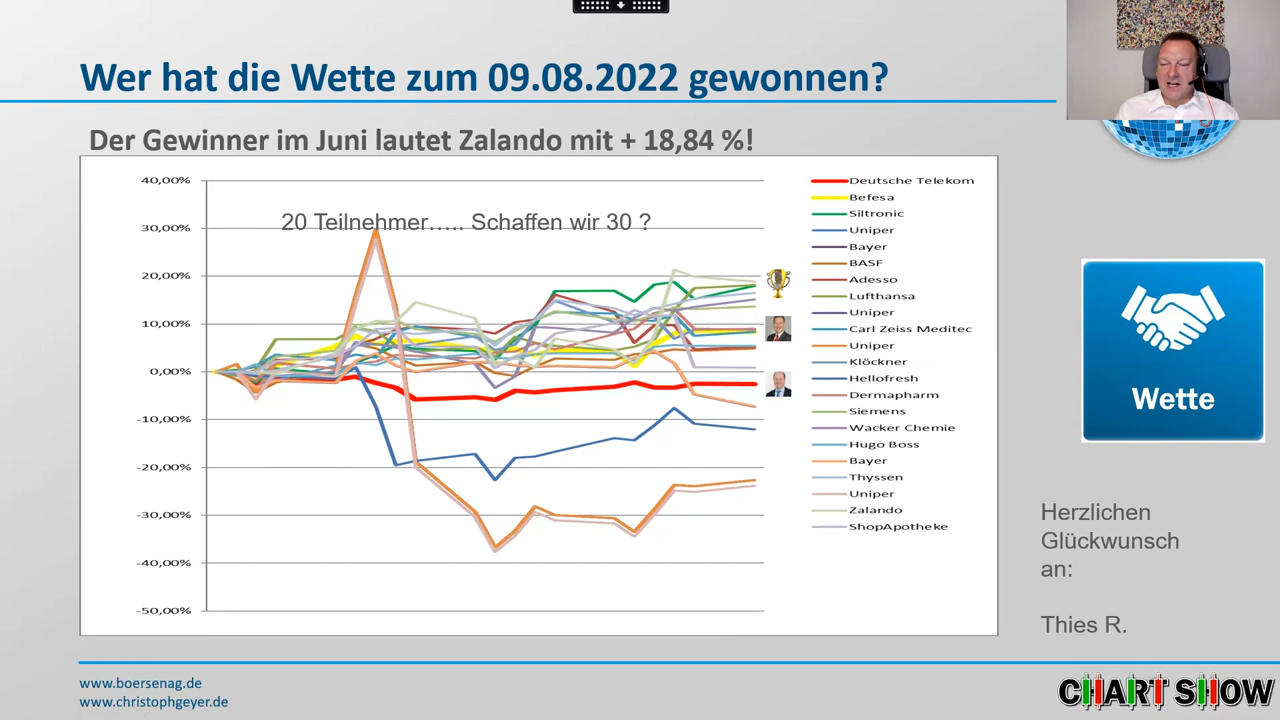 Wer hat die Wette zum 09.08.2022 gewonnen?
Der Gewinner im Juni lautet Zalando mit + 18,84 %!
20 Teilnehmer….. Schaffen wir 30 ?
40,00%
30,00%
20,00%
10,00%
0,00%
-10,00%
-20,00%
-30,00%
-40,00%
-50,00%
Deutsche Telekom
Befesa
Siltronic
Uniper
Bayer
BASF
Adesso
Lufthansa
Uniper
Carl Zeiss Meditec
Uniper
Klöckner
Hellofresh
Dermapharm
Siemens
Wacker Chemie
Hugo Boss
Bayer
Thyssen
Uniper
Zalando
ShopApotheke
Wette
Herzlichen
Glückwunsch
an:
Thies R.
www.boersenag.de
www.christophgeyer.de
CHART SHOW